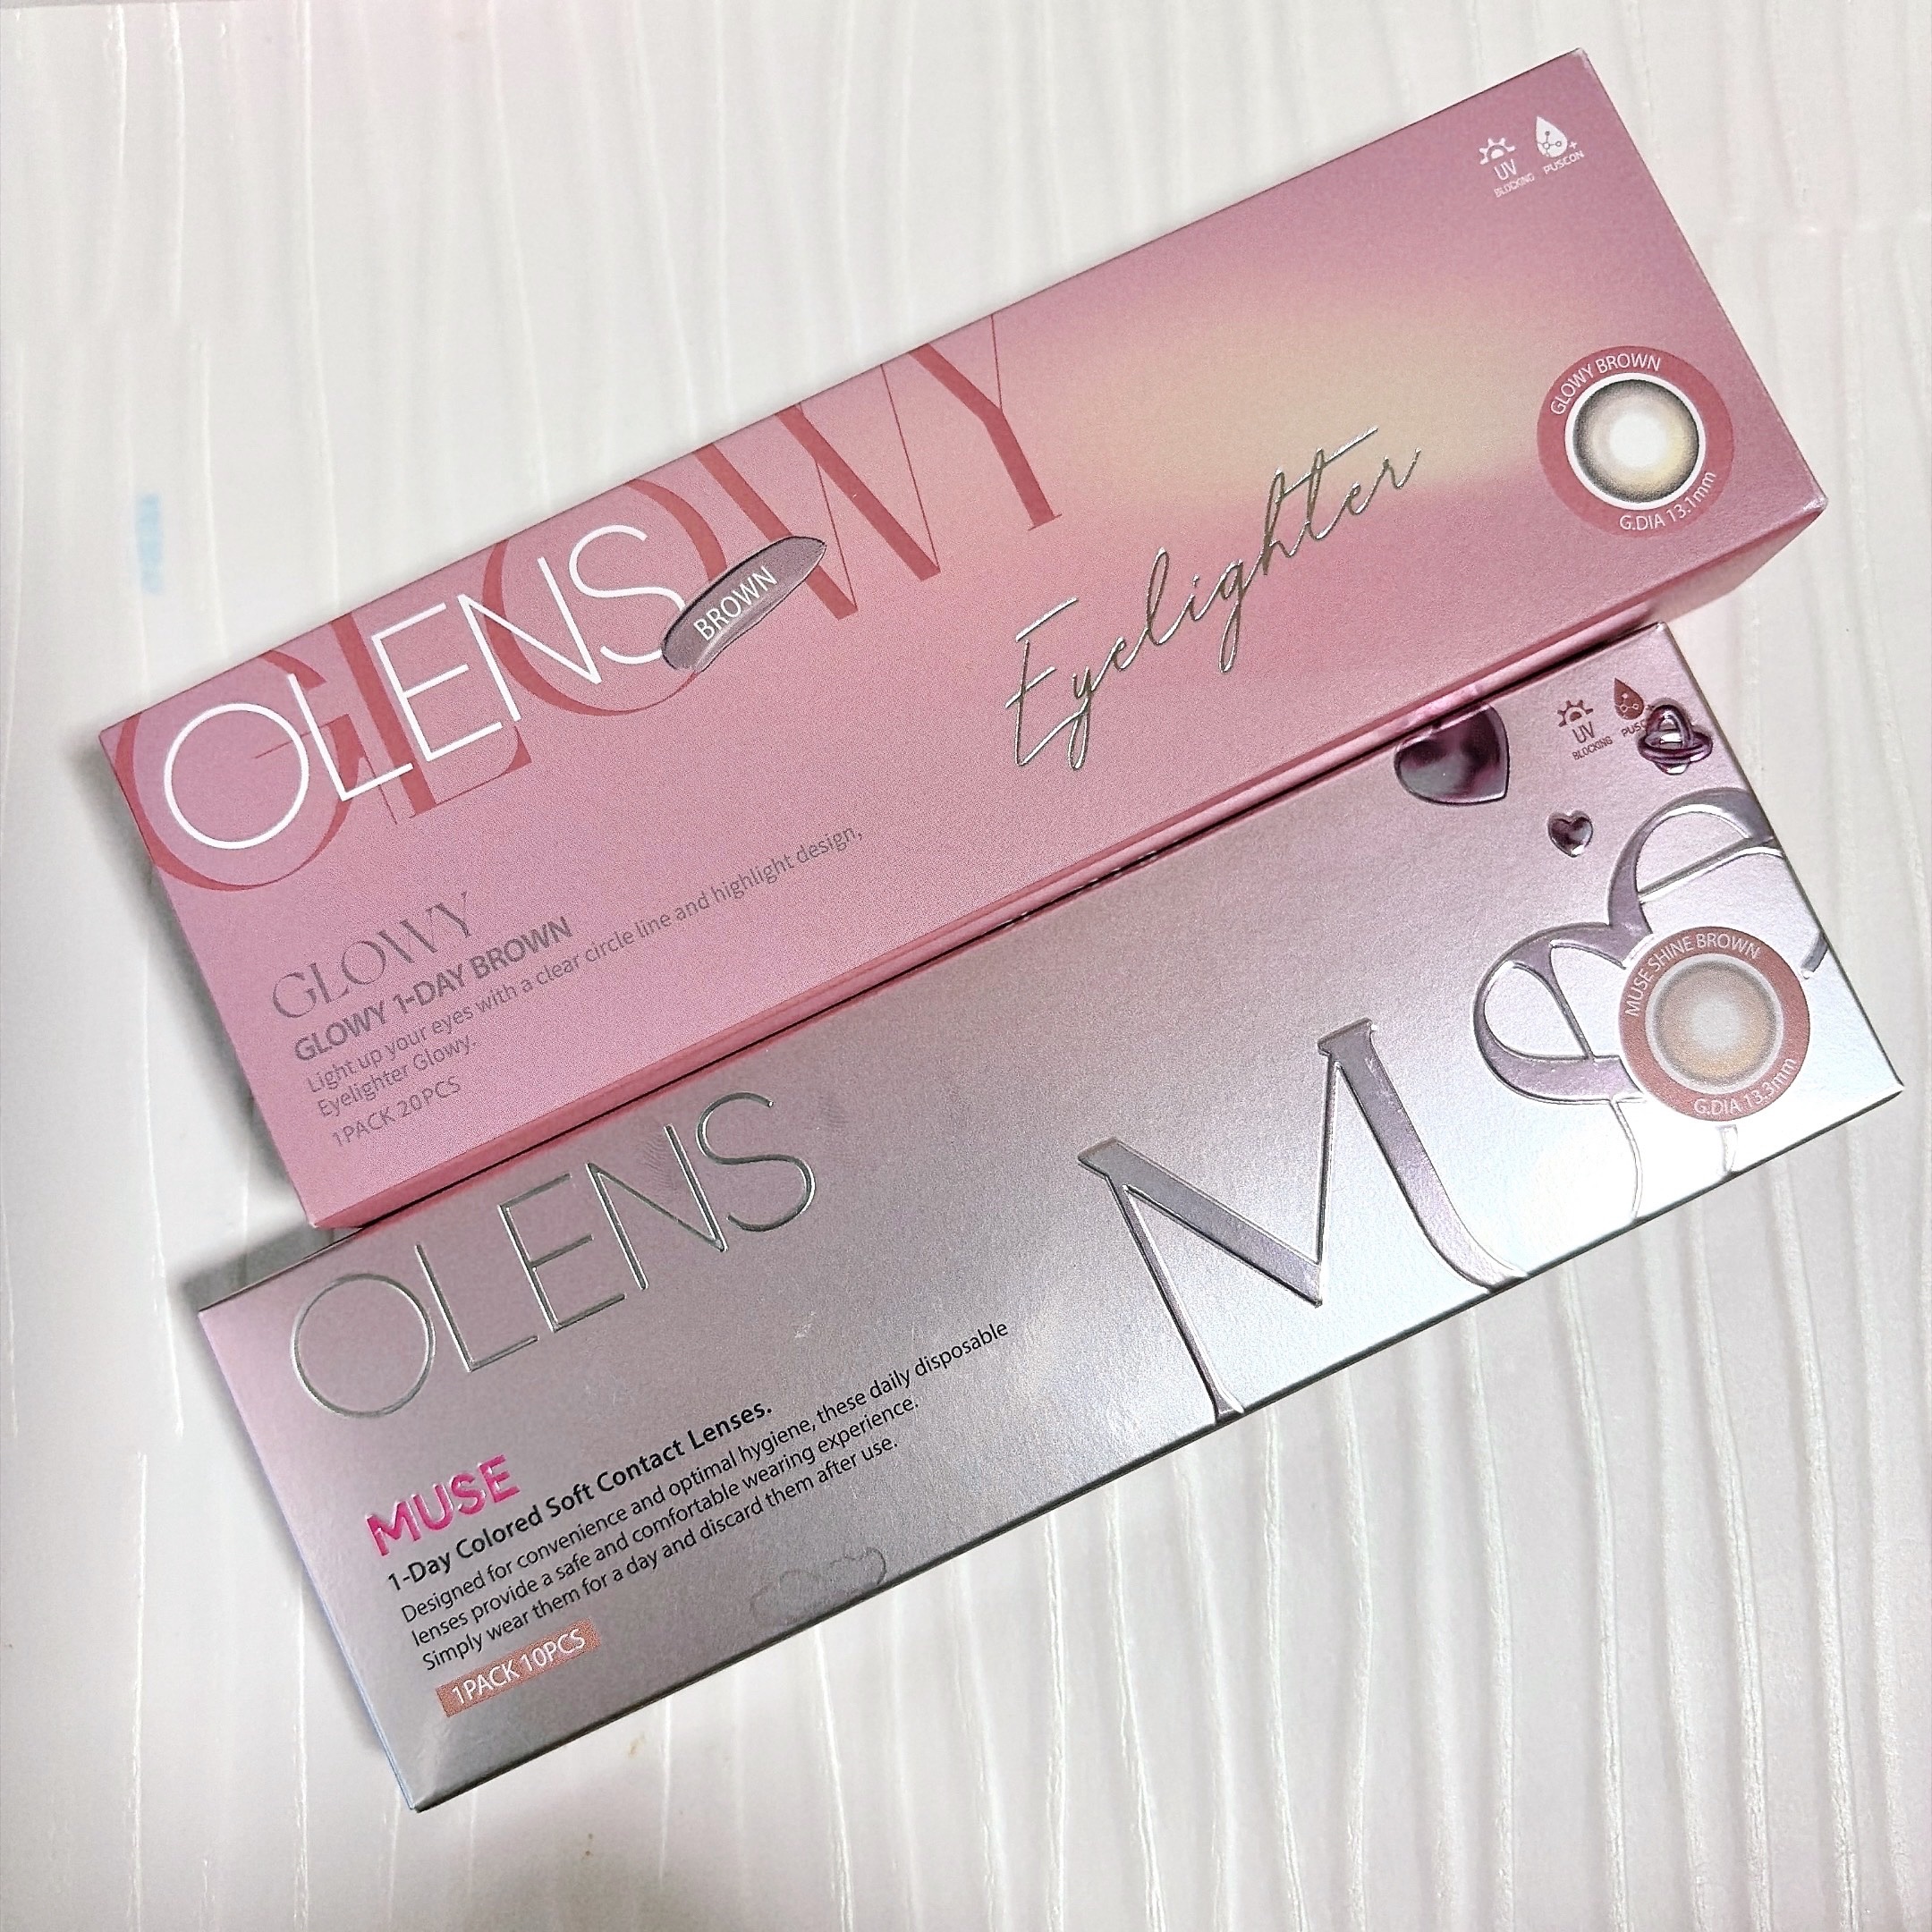 GLOWY
OLENS
BROWN
Eyelighter
UV
BLOCKING
PUSCON
GLOWY BROWN
G.DIA 13.1mm
GLOWY
GLOWY 1-DAY BROWN
Light up your eyes with a clear circle line and highlight design,
Eyelighter Glowy.
1PACK 20PCS
OLENS
UV
BLOCKING
MUSE SHINE BROWN
G.DIA 13.3mm
MUSE
1-Day Colored Soft Contact Lenses.
Designed for convenience and optimal hygiene, these daily disposable
lenses provide a safe and comfortable wearing experience.
Simply wear them for a day and discard them after use.
1PACK 10PCS